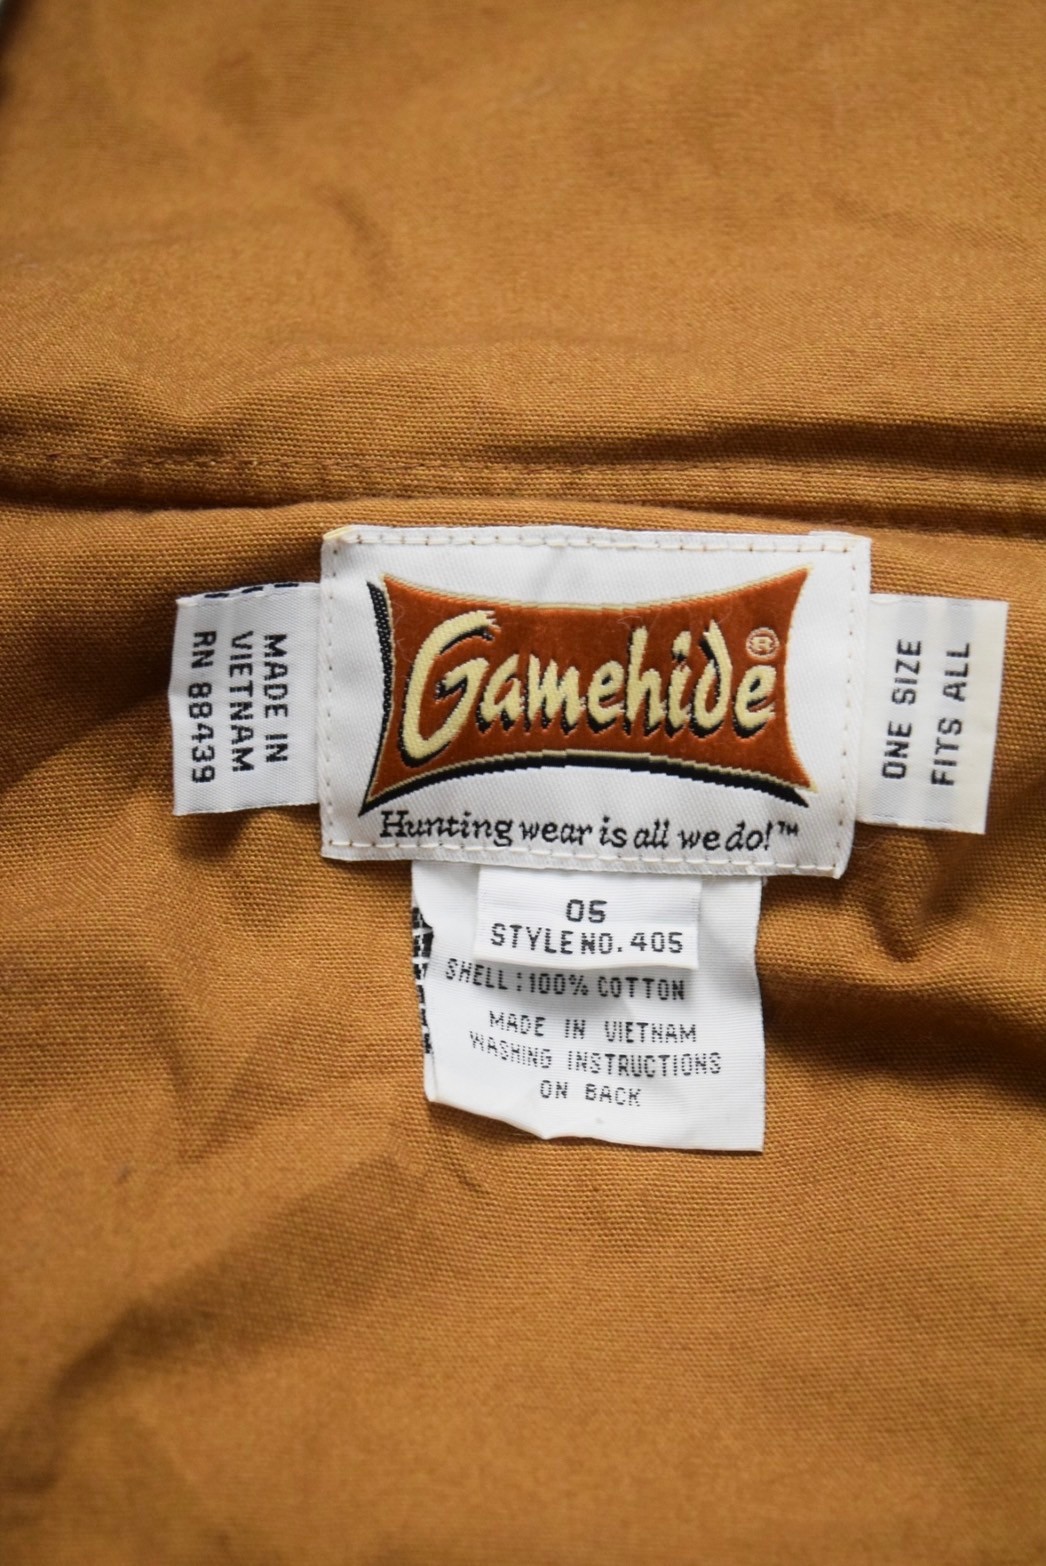 Gamehide®
Hunting wear is all we do!™
MADE IN
VIETNAM
RN 88439
ONE SIZE
FITS ALL
05
STYLE NO. 405
SHELL: 100% COTTON
MADE IN VIETNAM
WASHING INSTRUCTIONS
ON BACK